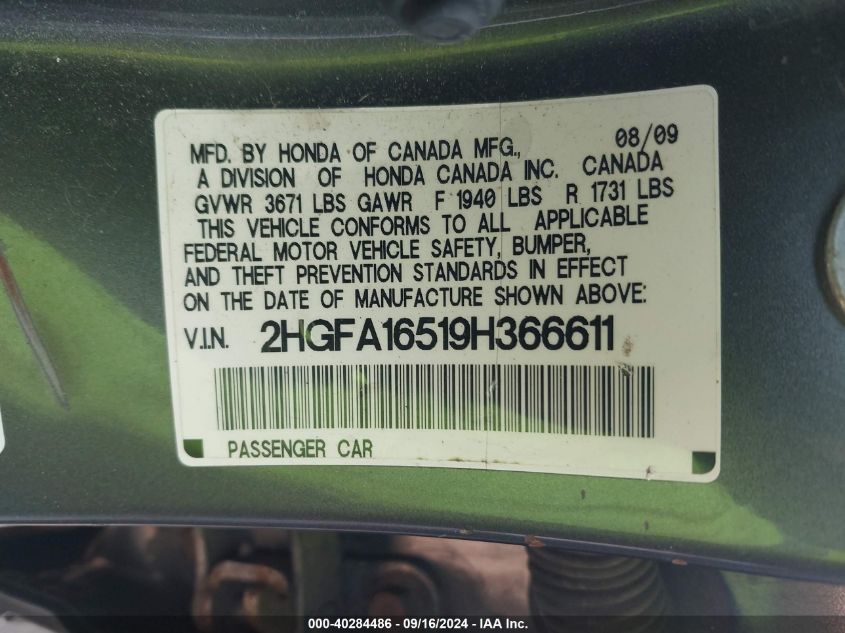 08/09
MFD. BY HONDA OF CANADA MFG.,
A DIVISION OF HONDA CANADA INC. CANADA
GVWR 3671 LBS GAWR F 1940 LBS R 1731 LBS
THIS VEHICLE CONFORMS TO ALL APPLICABLE
FEDERAL MOTOR VEHICLE SAFETY, BUMPER,
AND THEFT PREVENTION STANDARDS IN EFFECT
ON THE DATE OF MANUFACTURE SHOWN ABOVE:
V.I.N. 2HGFA16519H366611
PASSENGER CAR
000-40284486 - 09/16/2024 - IAA Inc.